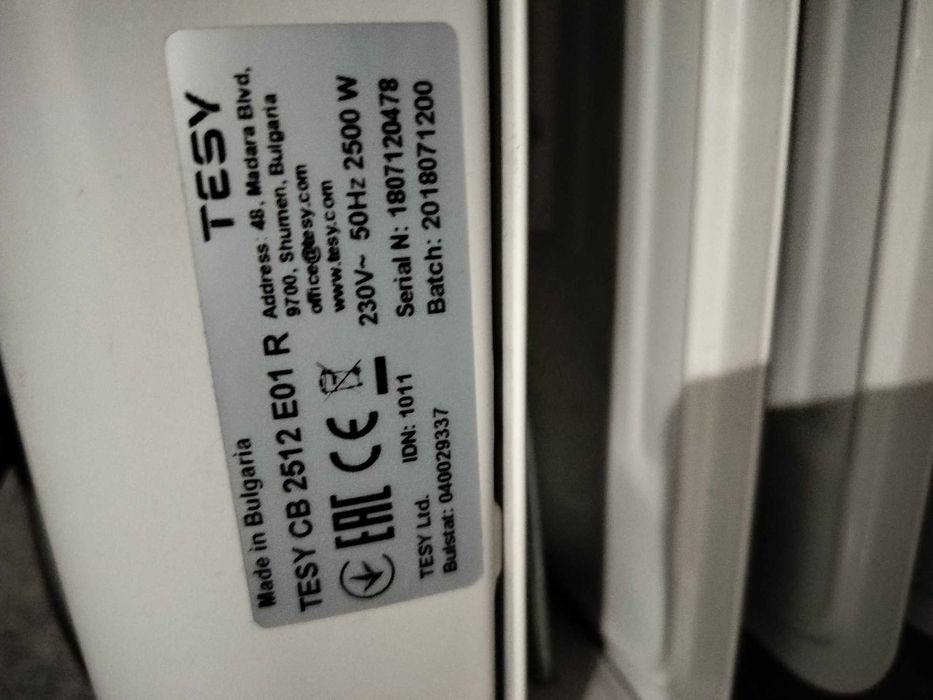 Made in Bulgaria
TESY
TESY CB 2512 E01 R
Address: 48, Madara Blvd,
9700, Shumen, Bulgaria
office@tesy.com
www.tesy.com
EAC CE
230V~ 50Hz 2500 W
IDN: 1011
Serial N: 1807120478
TESY Ltd.
Batch: 2018071200
Bulstat: 040029337